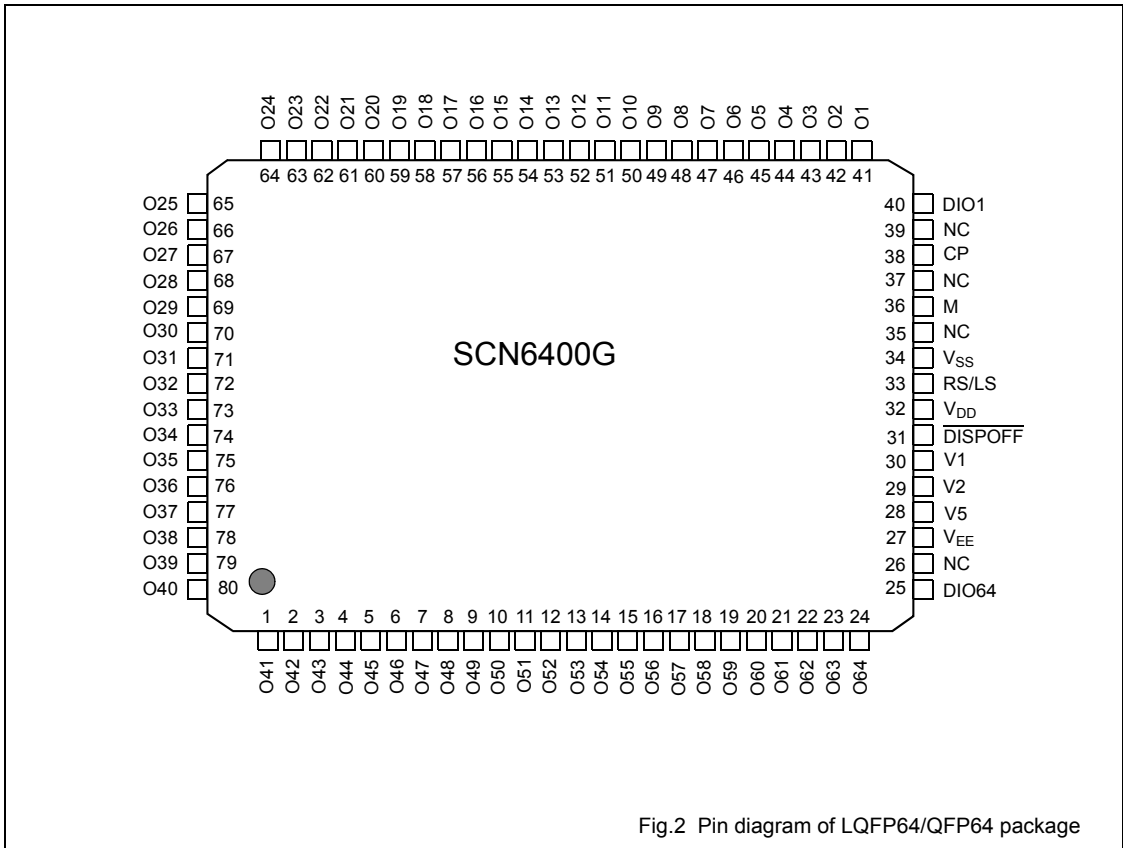 O24 O23 O22 O21 O20 O19 O18 O17 O16 O15 O14 O13 O12 O11 O10 O9 O8 O7 O6 O5 O4 O3 O2 O1
64 63 62 61 60 59 58 57 56 55 54 53 52 51 50 49 48 47 46 45 44 43 42 41
O25 65 40 DIO1
O26 66 39 NC
O27 67 38 CP
O28 68 37 NC
O29 69 36 M
O30 70 35 NC
O31 71 34 VSS
O32 72 33 RS/LS
O33 73 32 VDD
O34 74 31 DISPOFF
O35 75 30 V1
O36 76 29 V2
O37 77 28 V5
O38 78 27 VEE
O39 79 26 NC
O40 80 25 DIO64
SCN6400G
1 2 3 4 5 6 7 8 9 10 11 12 13 14 15 16 17 18 19 20 21 22 23 24
O41 O42 O43 O44 O45 O46 O47 O48 O49 O50 O51 O52 O53 O54 O55 O56 O57 O58 O59 O60 O61 O62 O63 O64
Fig.2 Pin diagram of LQFP64/QFP64 package